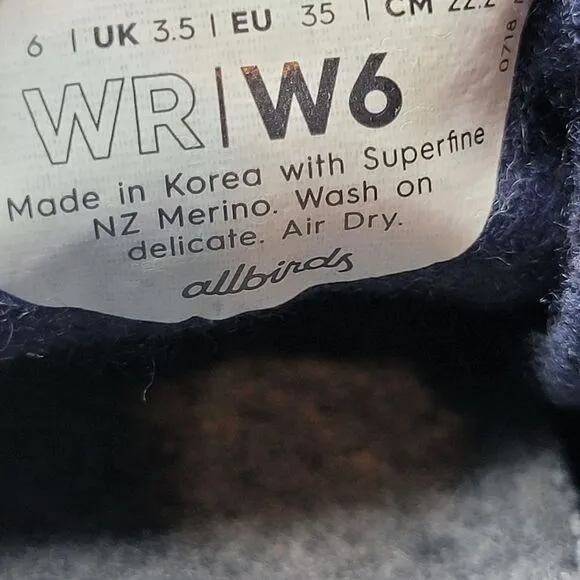 6 | UK 3.5 | EU 35 | CM 22.2
0718
WR|W6
Made in Korea with Superfine
NZ Merino. Wash on
delicate. Air Dry.
allbirds